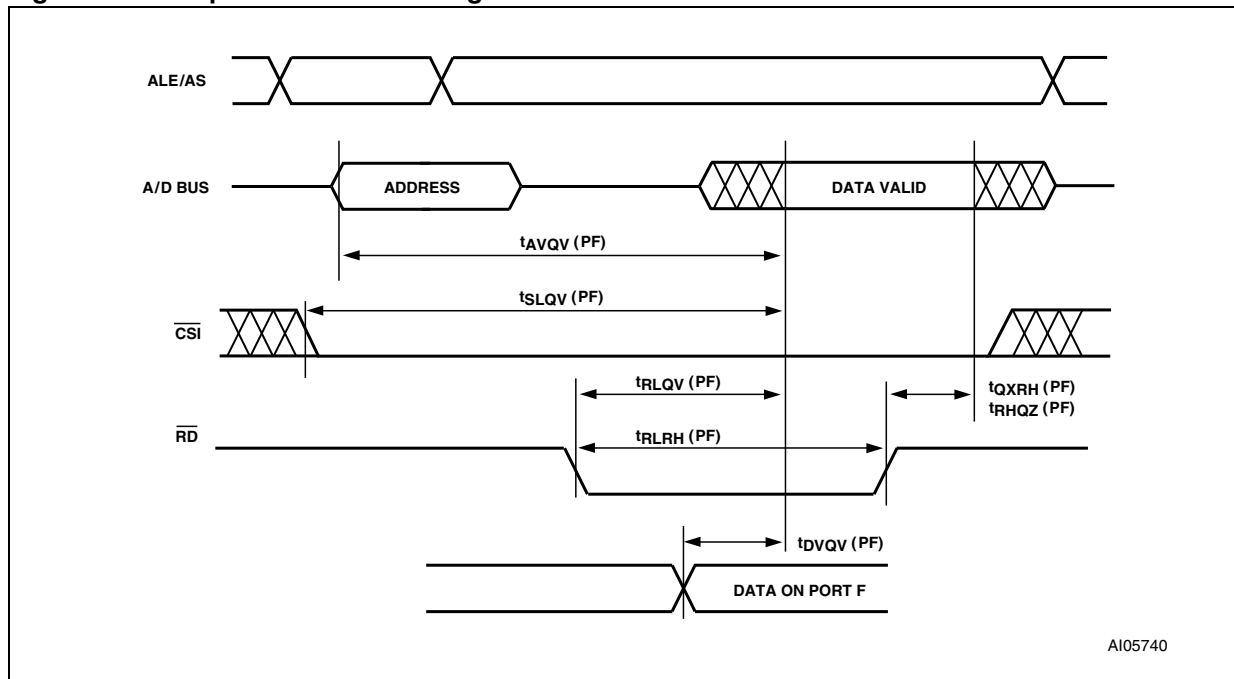 ALE/AS
A/D BUS
ADDRESS
DATA VALID
tAVQV (PF)
tSLQV (PF)
CSI
tRLQV (PF)
tQXRH (PF)
tRHQZ (PF)
RD
tRLRH (PF)
tDVQV (PF)
DATA ON PORT F
AI05740